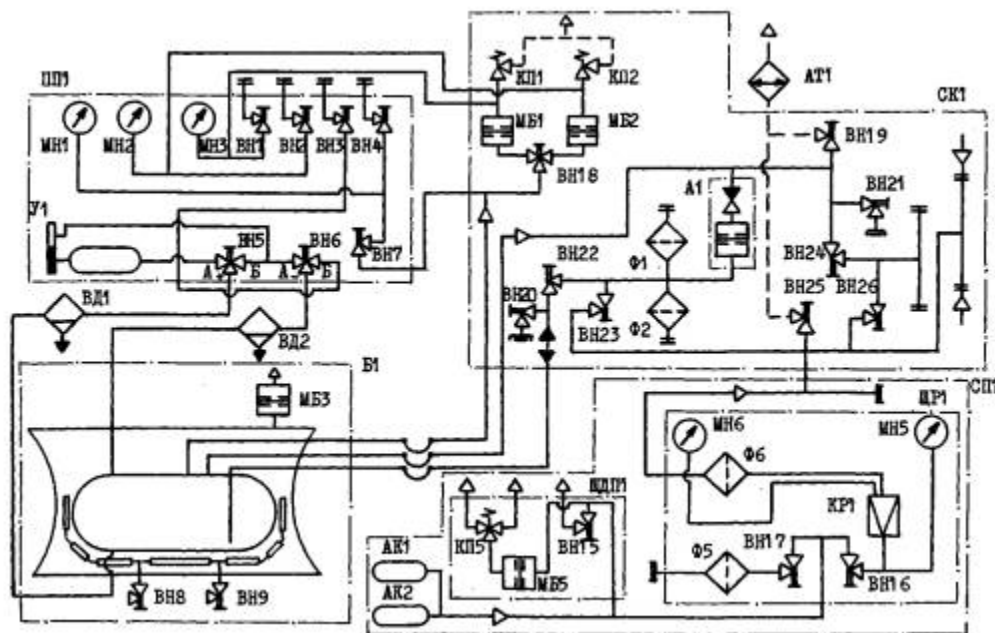 КП1
КП2
АТ1
СК1
ПП1
МН1
МН2
МН3
ВН1
ВН2
ВН3
ВН4
МБ1
МБ2
ВН18
ВН19
А1
ВН21
У1
ВН5
ВН6
ВН7
А
Б
А
Б
ВН22
Ф1
ВН24
ВН25
ВН26
ВД1
ВН20
ВН23
Ф2
ВД2
Б1
СП1
МБ3
ЩР1
МН6
МН5
Ф6
КР1
АК1
КП5
ВН15
Ф5
ВН17
ВН8
ВН9
АК2
МБ5
ВН16